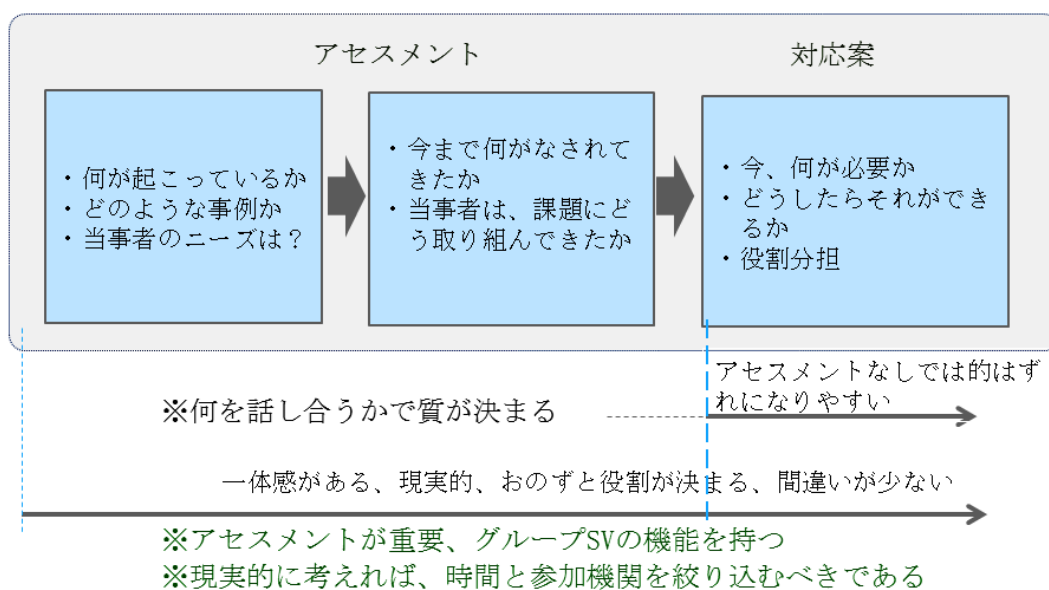 アセスメント
対応案
・何が起こっているか
・どのような事例か
・当事者のニーズは？
・今まで何がなされて
きたか
・当事者は、課題にど
う取り組んできたか
・今、何が必要か
・どうしたらそれができ
るか
・役割分担
アセスメントなしでは的はず
れになりやすい
※何を話し合うかで質が決まる
一体感がある、現実的、おのずと役割が決まる、間違いが少ない
※アセスメントが重要、グループSVの機能を持つ
※現実的に考えれば、時間と参加機関を絞り込むべきである